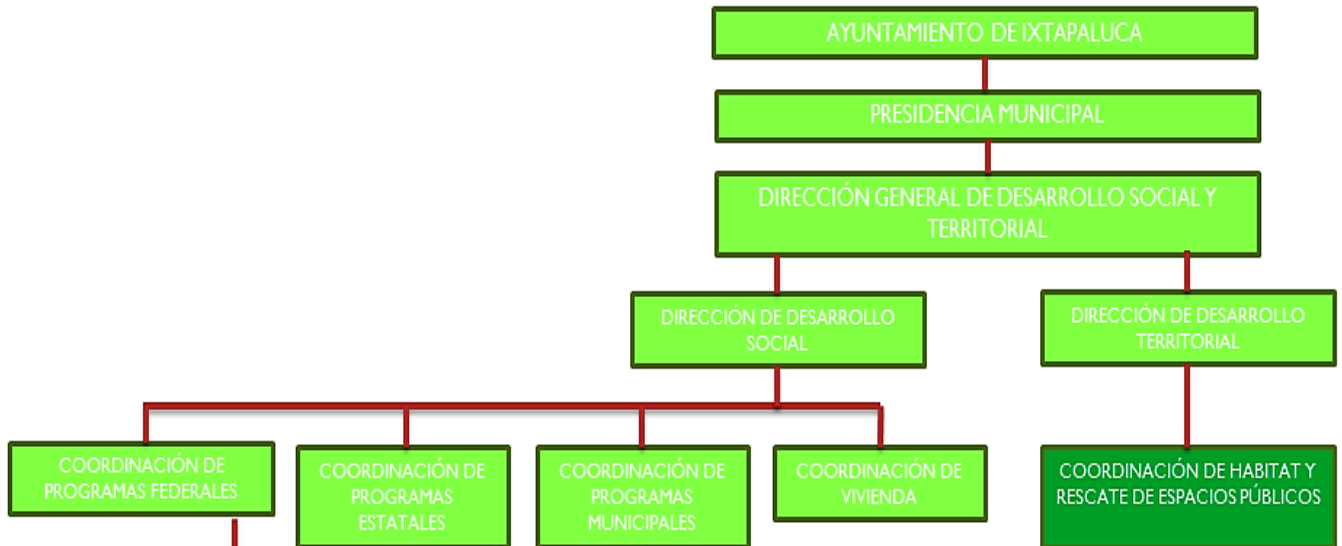 AYUNTAMIENTO DE IXTAPALUCA
PRESIDENCIA MUNICIPAL
DIRECCIÓN GENERAL DE DESARROLLO SOCIAL Y
TERRITORIAL
DIRECCIÓN DE DESARROLLO
SOCIAL
DIRECCIÓN DE DESARROLLO
TERRITORIAL
COORDINACIÓN DE
PROGRAMAS FEDERALES
COORDINACIÓN DE
PROGRAMAS
ESTATALES
COORDINACIÓN DE
PROGRAMAS
MUNICIPALES
COORDINACIÓN DE
VIVIENDA
COORDINACIÓN DE HABITAT Y
RESCATE DE ESPACIOS PÚBLICOS